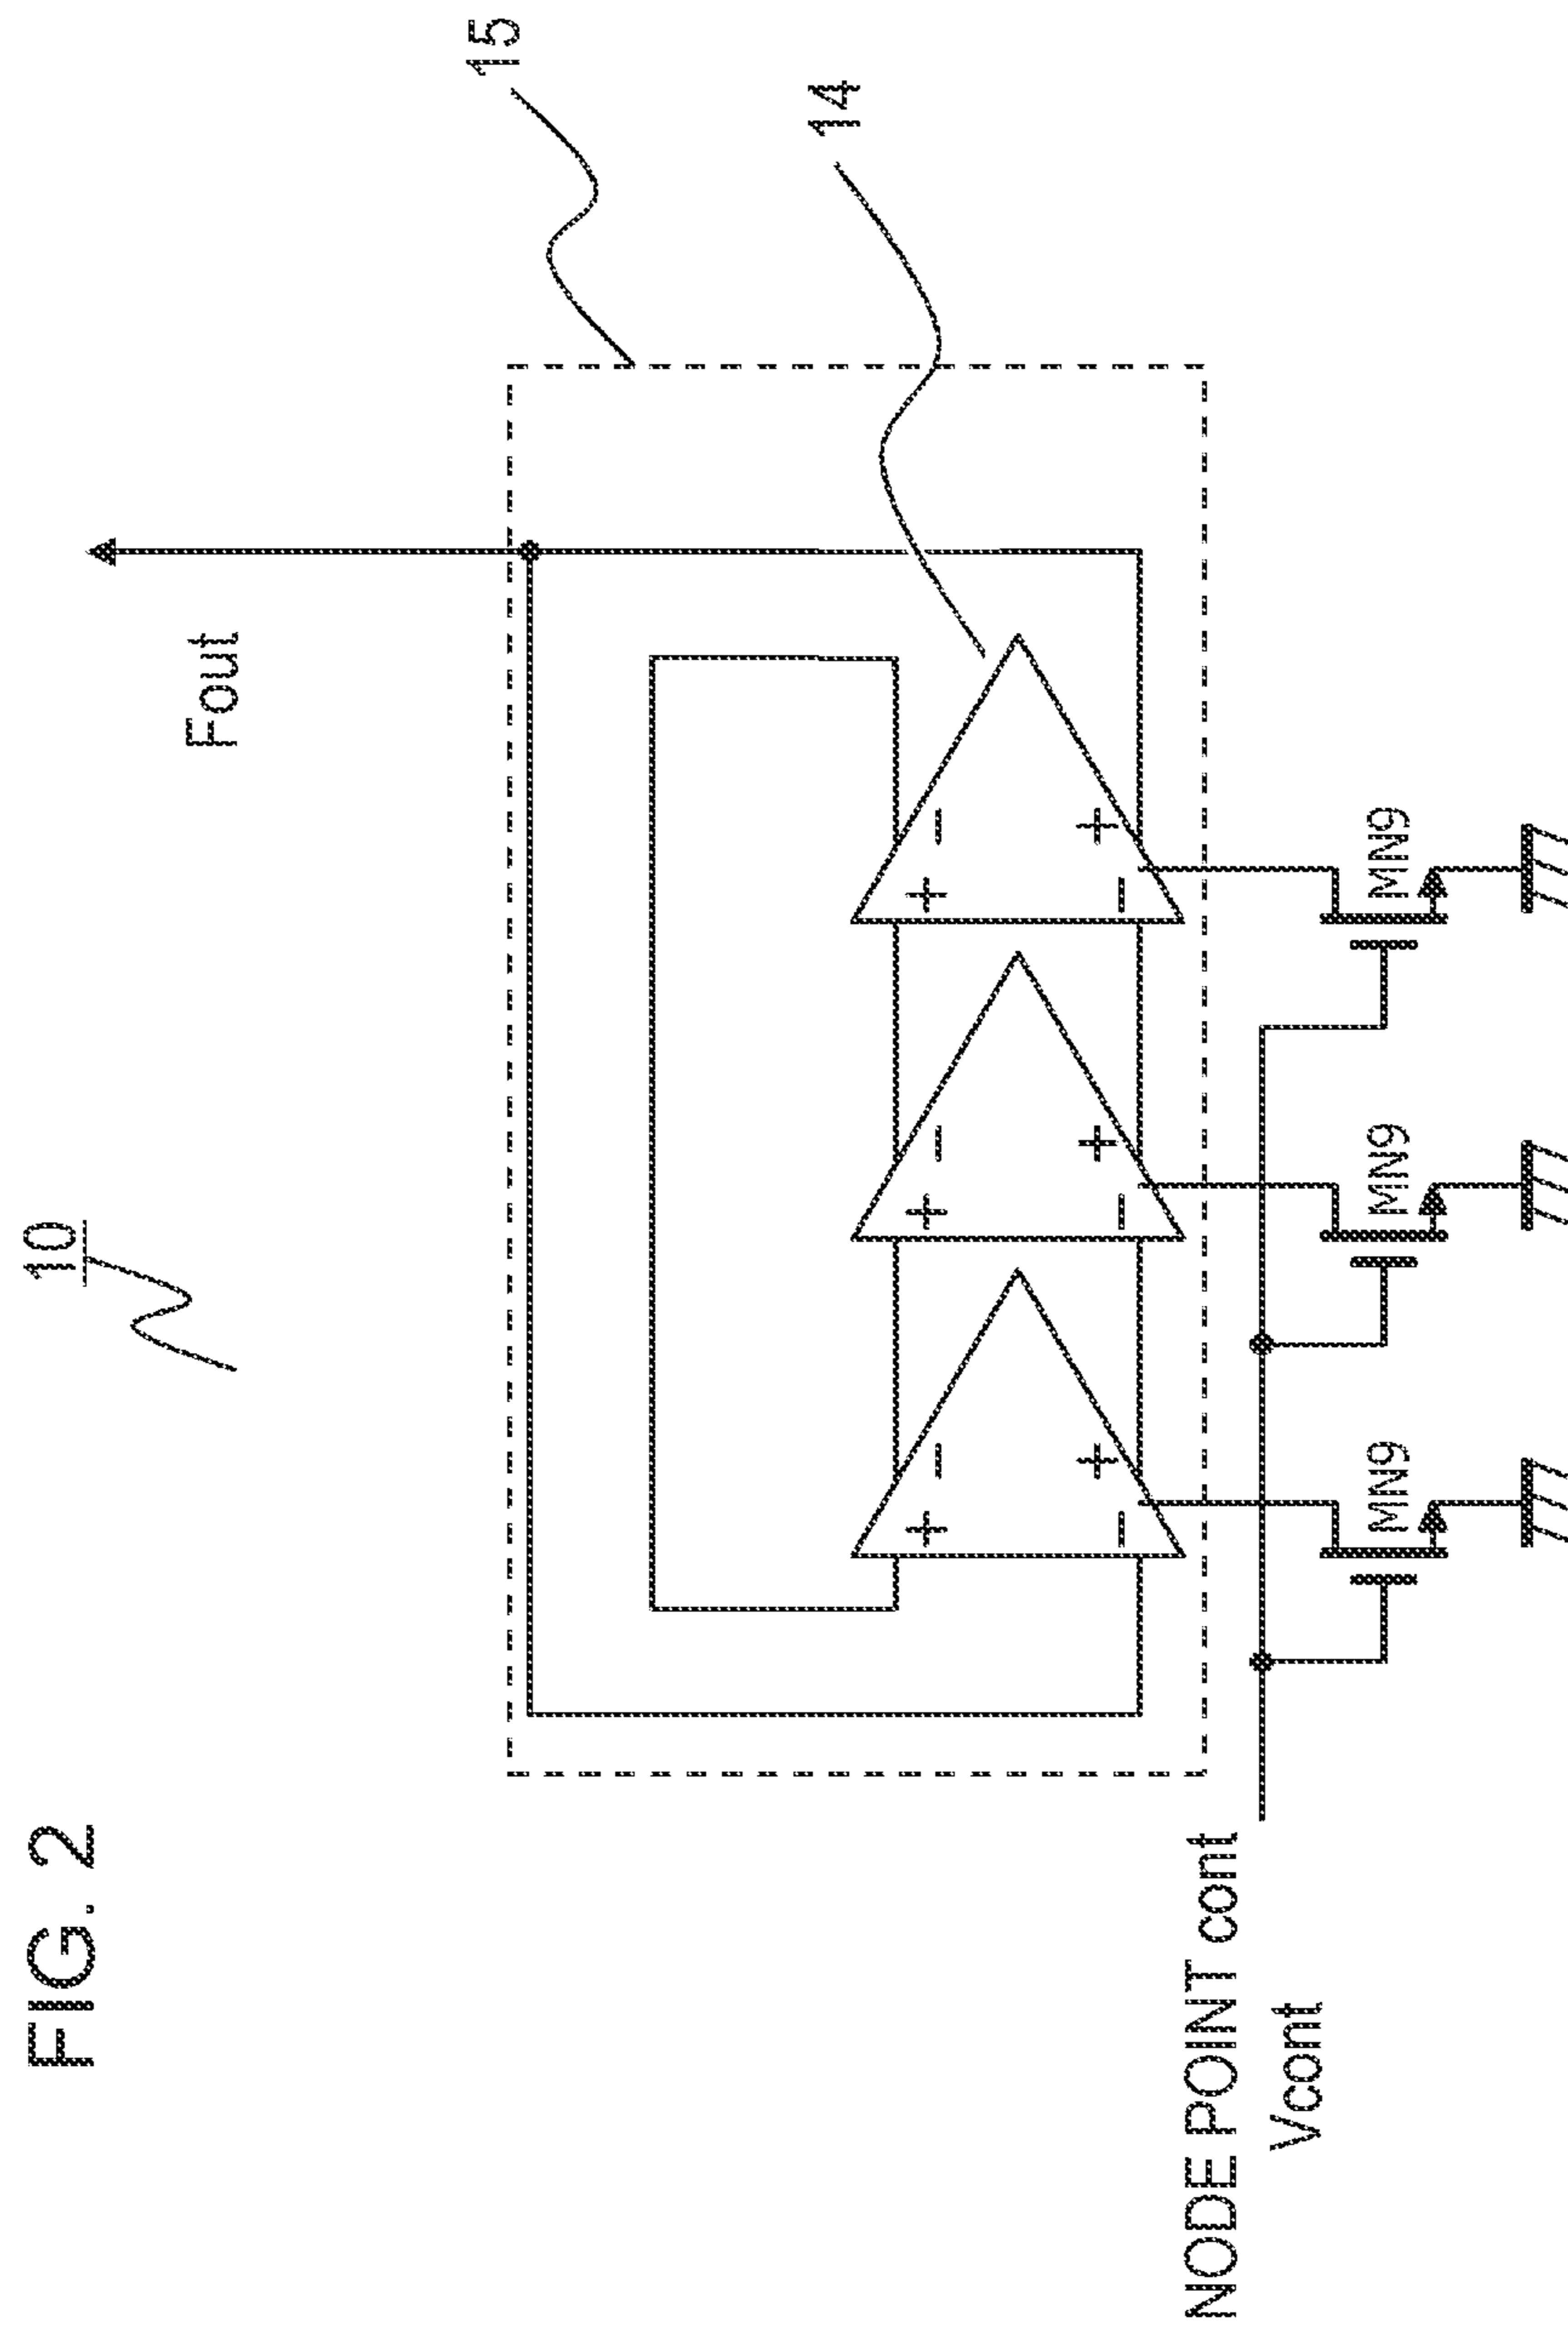 FIG. 2
10
15
14
Fout
+ − + −
+ − + −
+ − + −
MN9 MN9 MN9
NODE POINT cont
Vcont